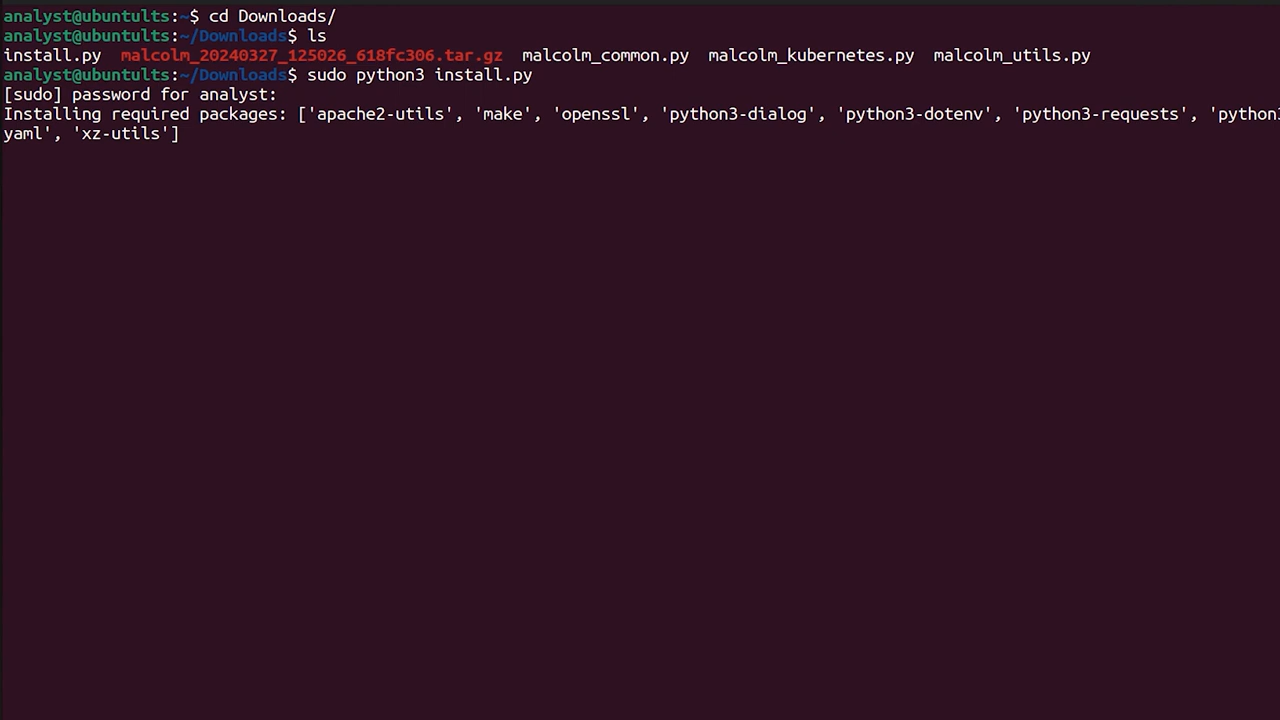 analyst@ubuntults:~$ cd Downloads/
analyst@ubuntults:~/Downloads$ ls
install.py  malcolm_20240327_125026_618fc306.tar.gz  malcolm_common.py  malcolm_kubernetes.py  malcolm_utils.py
analyst@ubuntults:~/Downloads$ sudo python3 install.py
[sudo] password for analyst:
Installing required packages: ['apache2-utils', 'make', 'openssl', 'python3-dialog', 'python3-dotenv', 'python3-requests', 'python3
yaml', 'xz-utils']